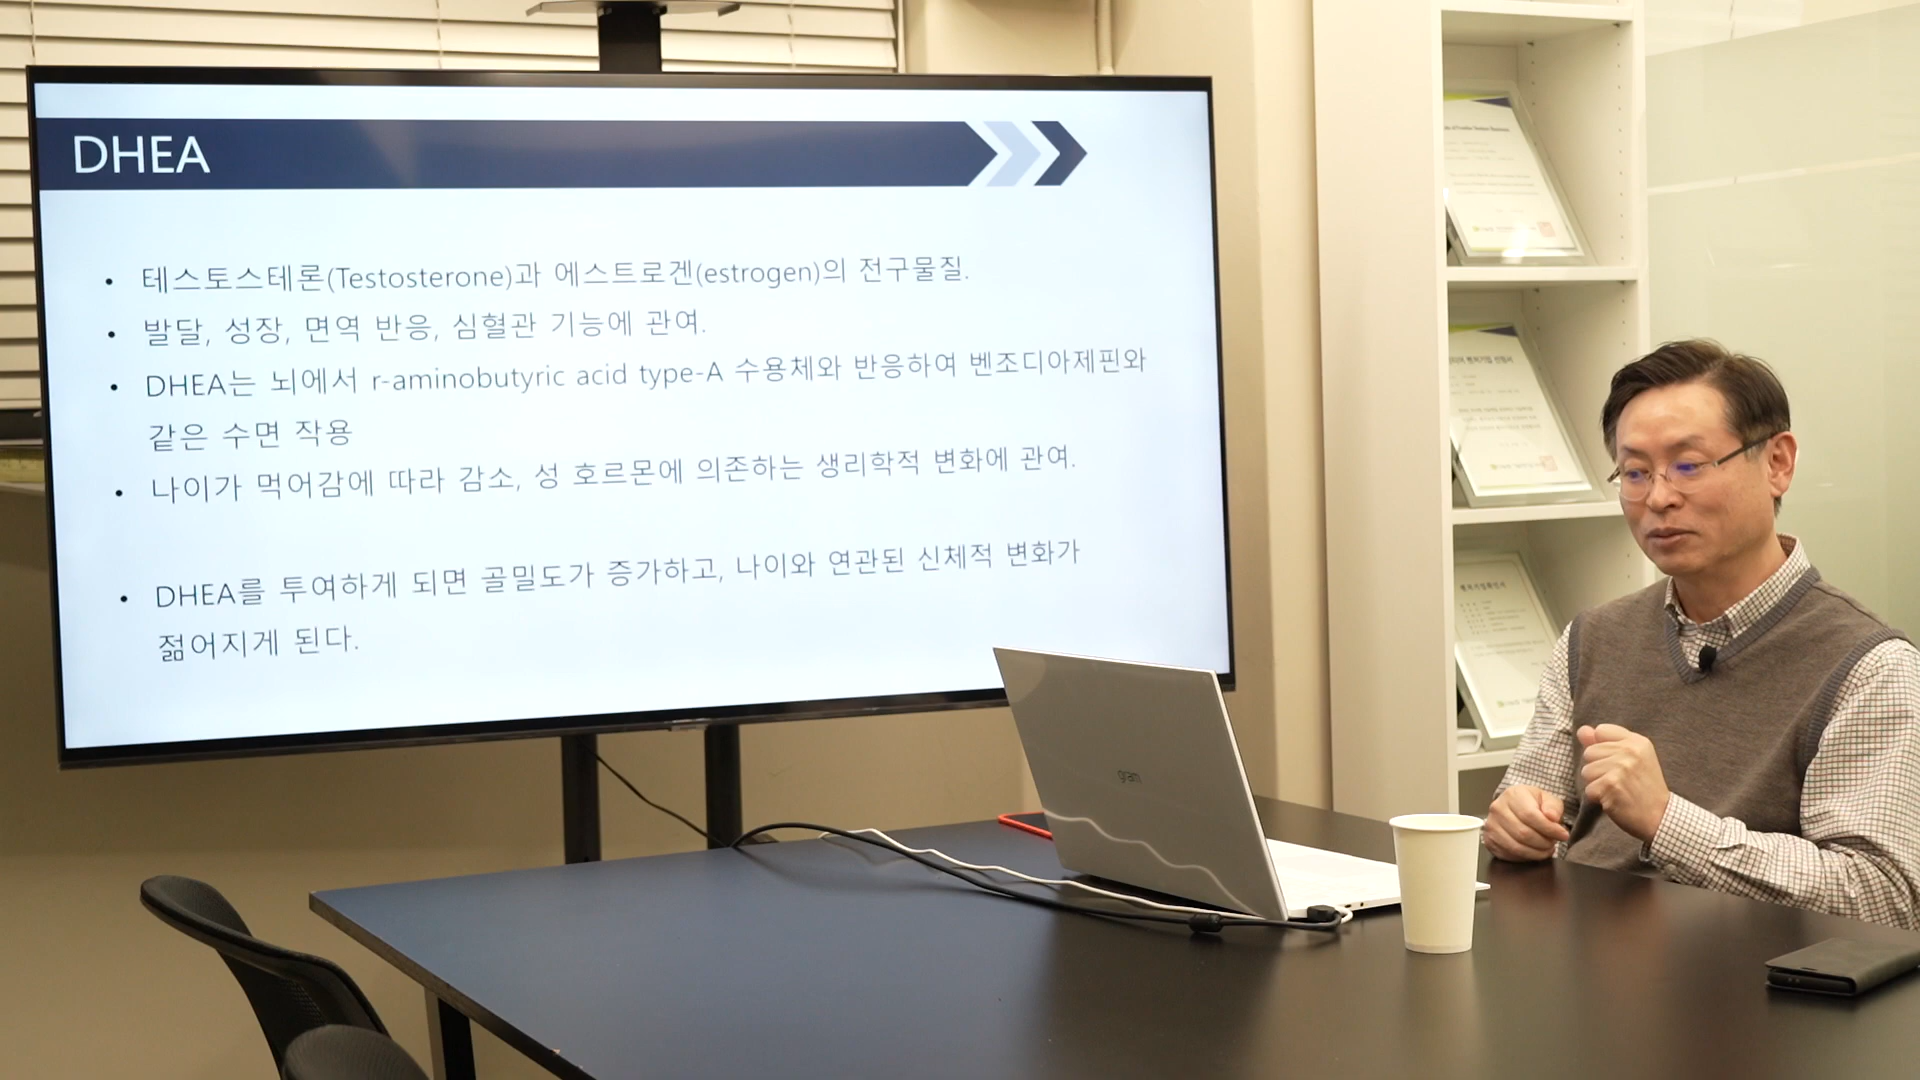 DHEA
• 테스토스테론(Testosterone)과 에스트로겐(estrogen)의 전구물질.
• 발달, 성장, 면역 반응, 심혈관 기능에 관여.
• DHEA는 뇌에서 r-aminobutyric acid type-A 수용체와 반응하여 벤조디아제핀와
같은 수면 작용
• 나이가 먹어감에 따라 감소, 성 호르몬에 의존하는 생리학적 변화에 관여.
• DHEA를 투여하게 되면 골밀도가 증가하고, 나이와 연관된 신체적 변화가
젊어지게 된다.
gram
벤처기업확인서